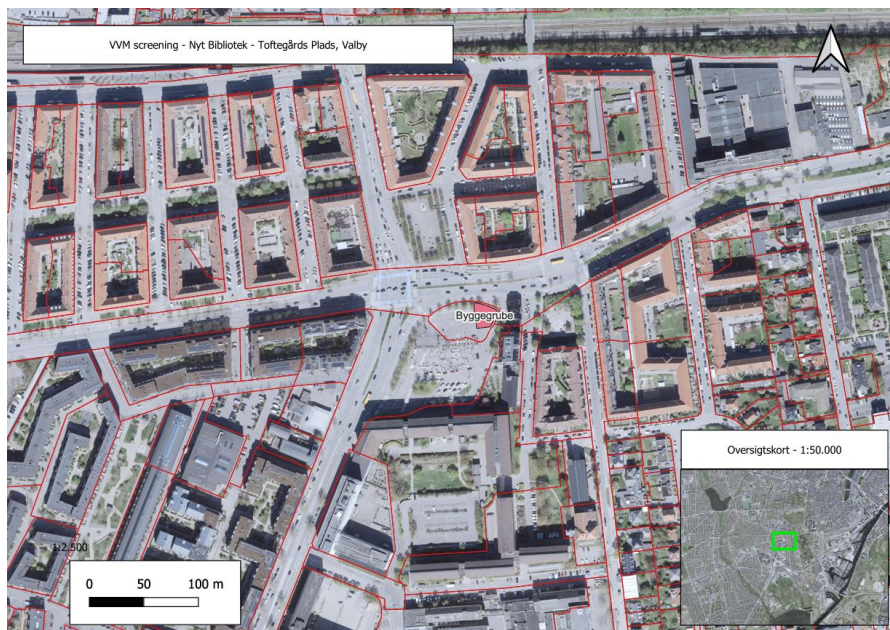 VVM screening - Nyt Bibliotek - Toftegårds Plads, Valby
Byggegrube
Oversigtskort - 1:50.000
1:2.500
0 50 100 m